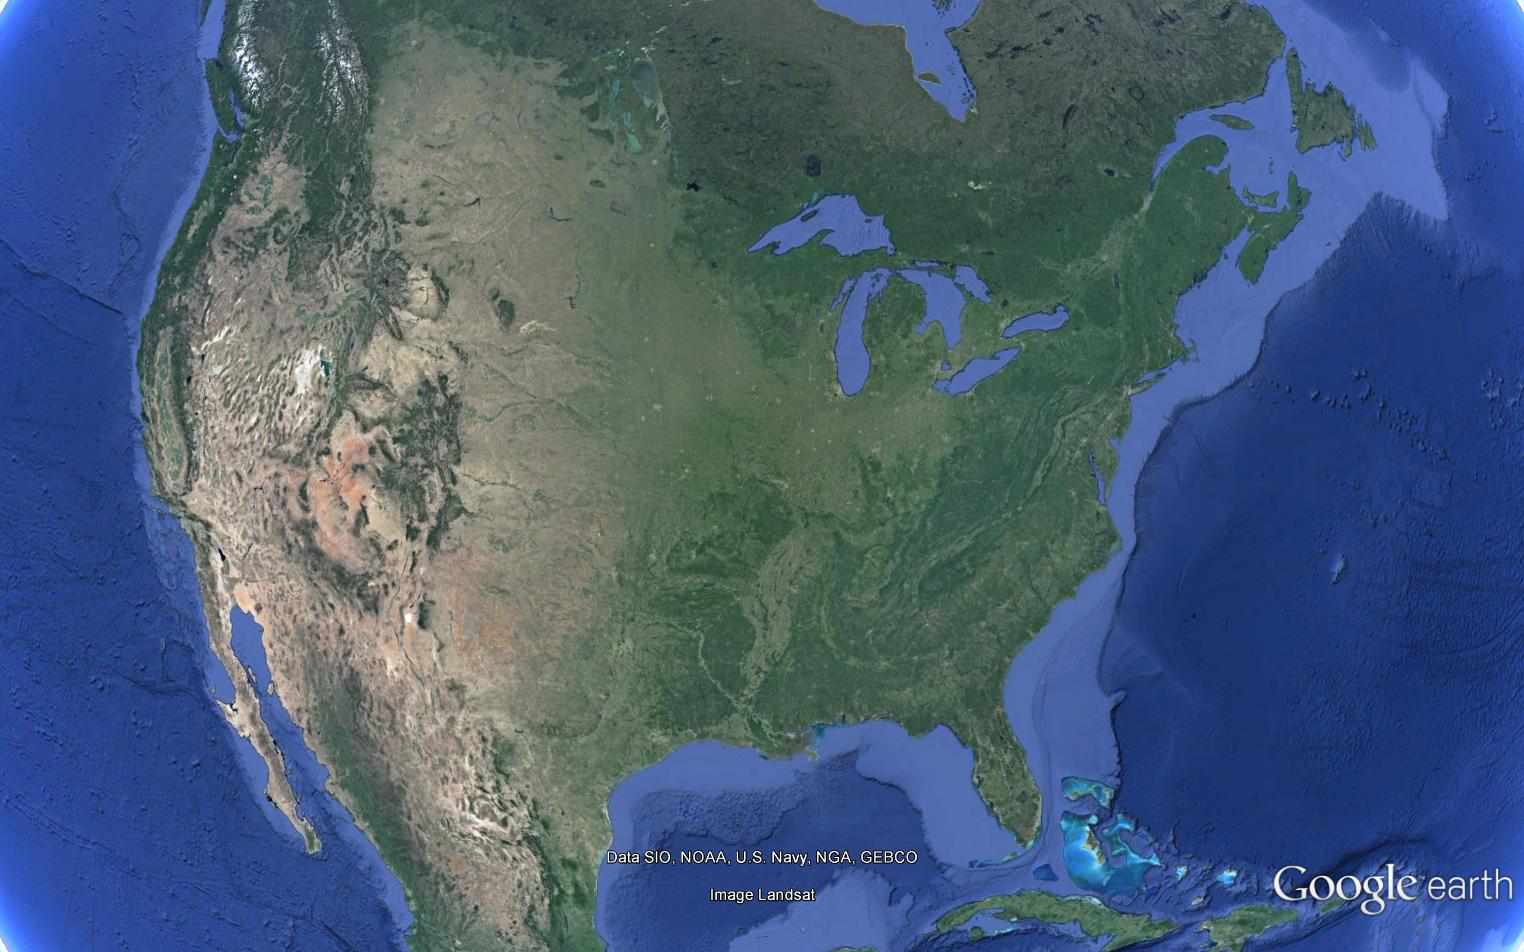 Data SIO, NOAA, U.S. Navy, NGA, GEBCO
Image Landsat
Google earth